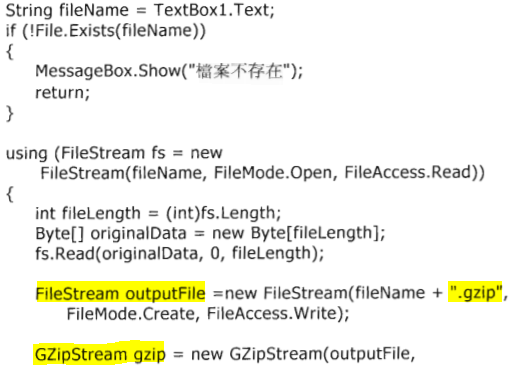 String fileName = TextBox1.Text;
if (!File.Exists(fileName))
{
MessageBox.Show("檔案不存在");
return;
}
using (FileStream fs = new
FileStream(fileName, FileMode.Open, FileAccess.Read))
{
int fileLength = (int)fs.Length;
Byte[] originalData = new Byte[fileLength];
fs.Read(originalData, 0, fileLength);
FileStream outputFile =new FileStream(fileName + ".gzip",
FileMode.Create, FileAccess.Write);
GZipStream gzip = new GZipStream(outputFile,